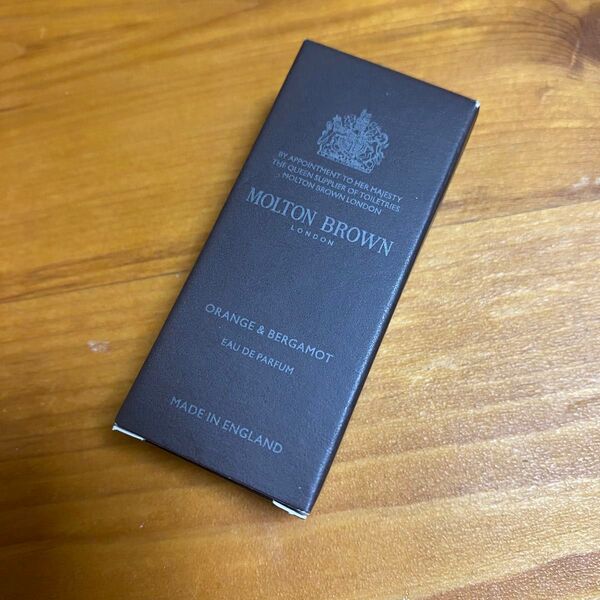 BY APPOINTMENT TO HER MAJESTY
THE QUEEN SUPPLIER OF TOILETRIES
MOLTON BROWN LONDON
MOLTON BROWN
LONDON
ORANGE & BERGAMOT
EAU DE PARFUM
MADE IN ENGLAND